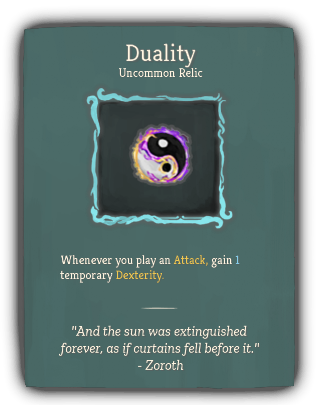 Duality
Uncommon Relic
Whenever you play an Attack, gain 1
temporary Dexterity.
"And the sun was extinguished
forever, as if curtains fell before it."
- Zoroth